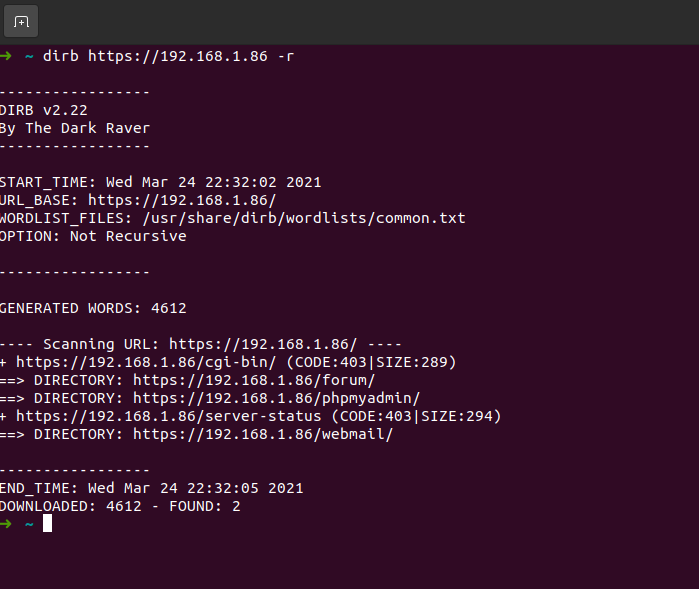 ➜ ~ dirb https://192.168.1.86 -r
-----------------
DIRB v2.22
By The Dark Raver
-----------------
START_TIME: Wed Mar 24 22:32:02 2021
URL_BASE: https://192.168.1.86/
WORDLIST_FILES: /usr/share/dirb/wordlists/common.txt
OPTION: Not Recursive
-----------------
GENERATED WORDS: 4612
---- Scanning URL: https://192.168.1.86/ ----
+ https://192.168.1.86/cgi-bin/ (CODE:403|SIZE:289)
==> DIRECTORY: https://192.168.1.86/forum/
==> DIRECTORY: https://192.168.1.86/phpmyadmin/
+ https://192.168.1.86/server-status (CODE:403|SIZE:294)
==> DIRECTORY: https://192.168.1.86/webmail/
-----------------
END_TIME: Wed Mar 24 22:32:05 2021
DOWNLOADED: 4612 - FOUND: 2
➜ ~